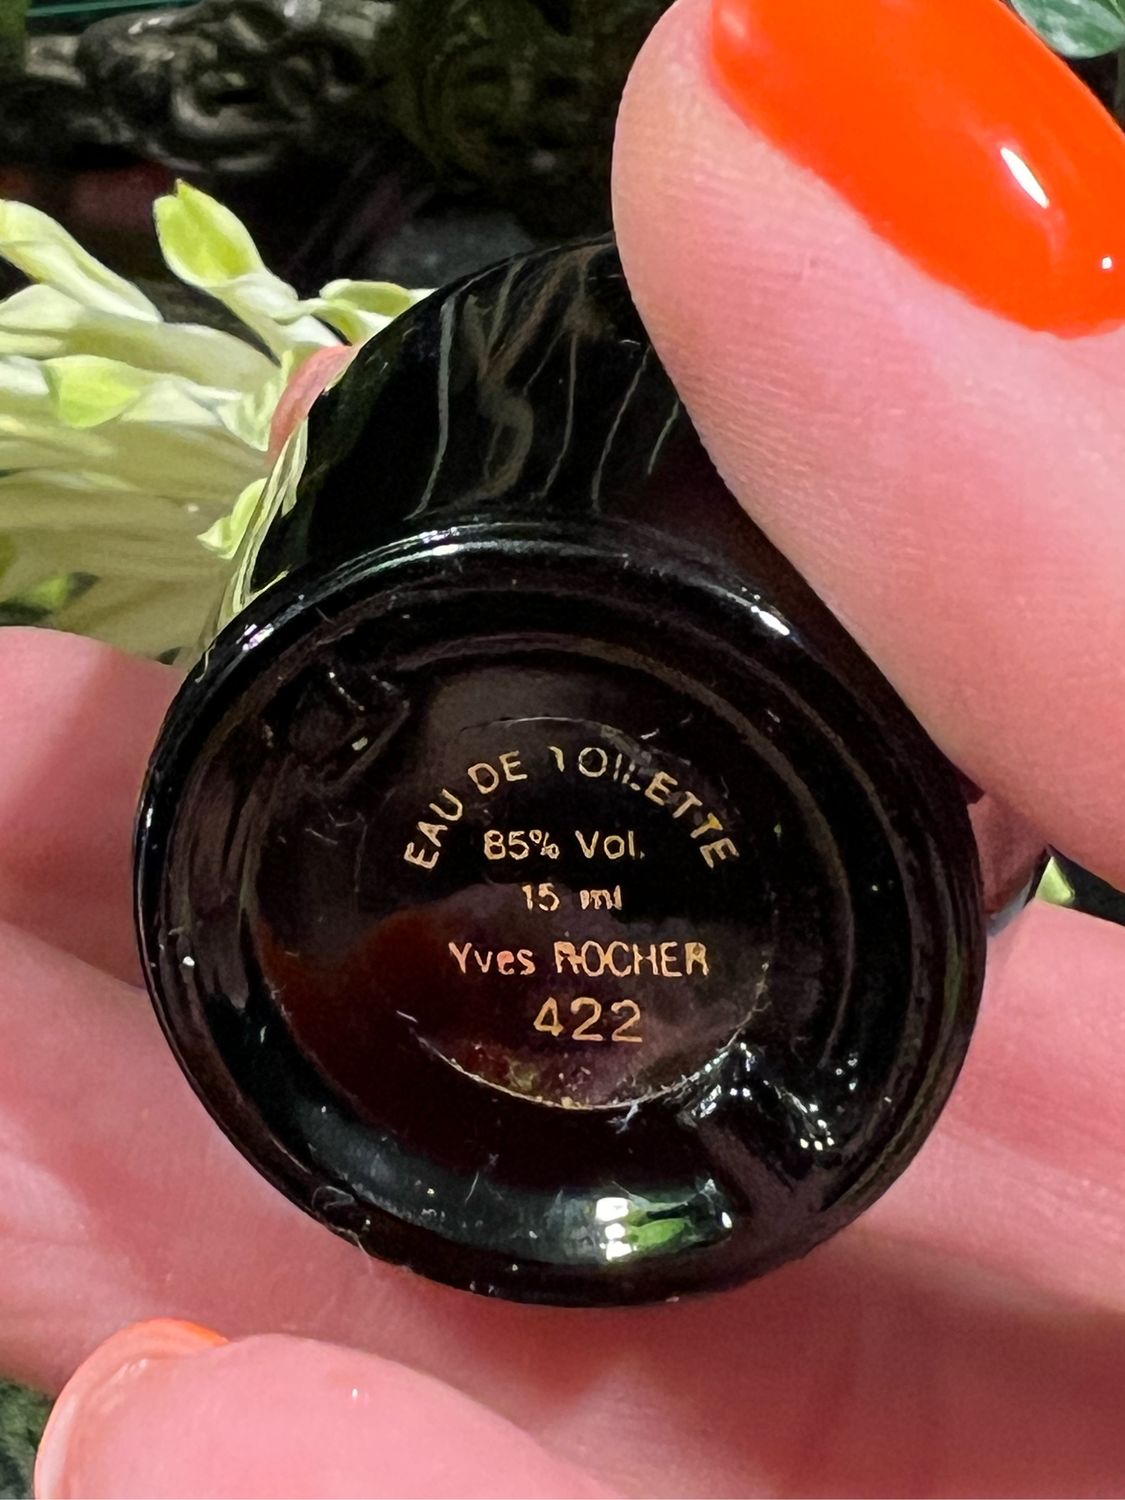 EAU DE TOILETTE
85% Vol.
15 ml
Yves ROCHER
422